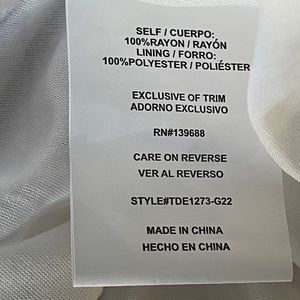 SELF / CUERPO:
100%RAYON / RAYÓN
LINING / FORRO:
100%POLYESTER / POLIÉSTER
EXCLUSIVE OF TRIM
ADORNO EXCLUSIVO
RN#139688
CARE ON REVERSE
VER AL REVERSO
STYLE#TDE1273-G22
MADE IN CHINA
HECHO EN CHINA